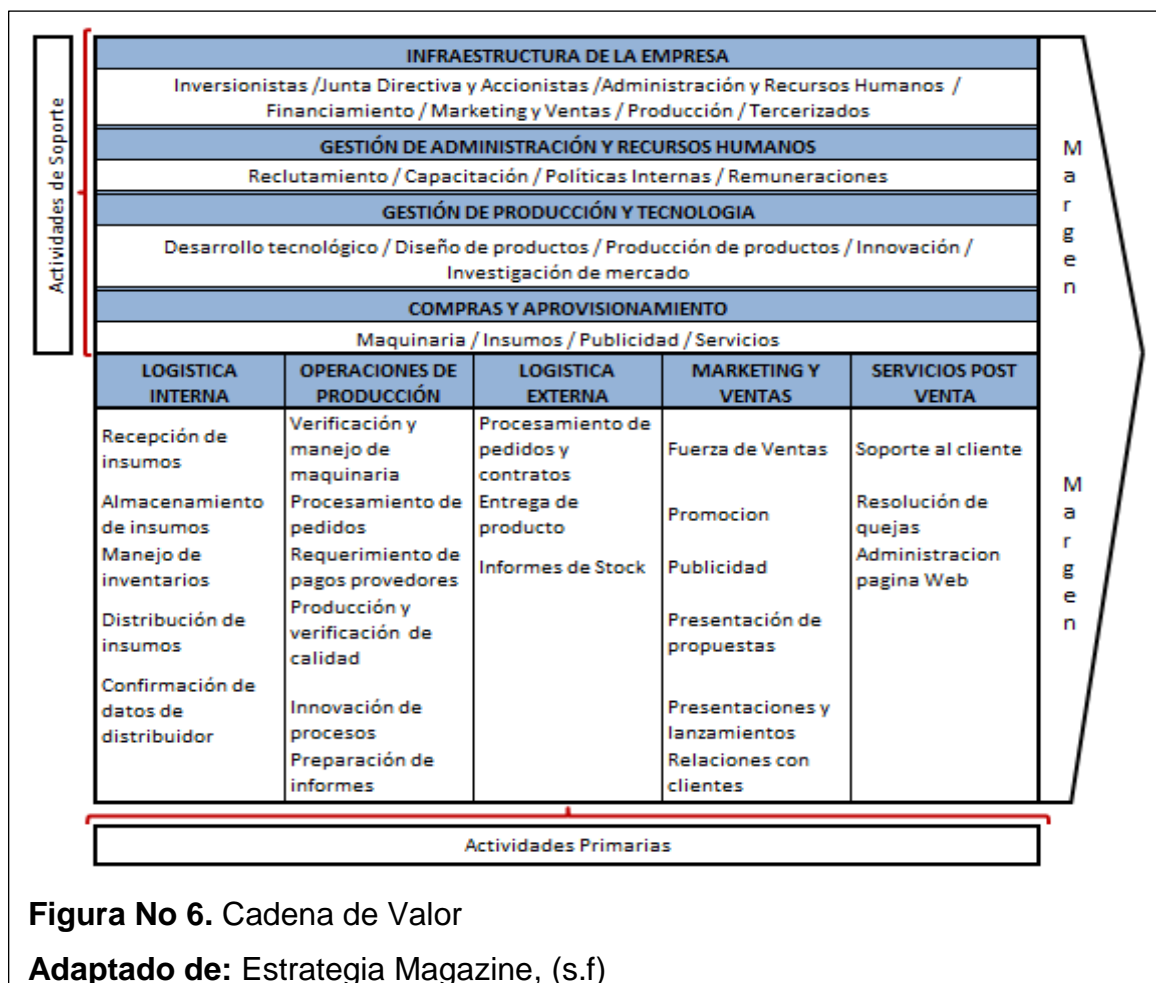 Actividades de Soporte
INFRAESTRUCTURA DE LA EMPRESA
Inversionistas /Junta Directiva y Accionistas /Administración y Recursos Humanos /
Financiamiento / Marketing y Ventas / Producción / Tercerizados
GESTIÓN DE ADMINISTRACIÓN Y RECURSOS HUMANOS
Reclutamiento / Capacitación / Políticas Internas / Remuneraciones
GESTIÓN DE PRODUCCIÓN Y TECNOLOGIA
Desarrollo tecnológico / Diseño de productos / Producción de productos / Innovación /
Investigación de mercado
COMPRAS Y APROVISIONAMIENTO
Maquinaria / Insumos / Publicidad / Servicios
Margen
LOGISTICA
INTERNA
Recepción de
insumos
Almacenamiento
de insumos
Manejo de
inventarios
Distribución de
insumos
Confirmación de
datos de
distribuidor
OPERACIONES DE
PRODUCCIÓN
Verificación y
manejo de
maquinaria
Procesamiento de
pedidos
Requerimiento de
pagos provedores
Producción y
verificación de
calidad
Innovación de
procesos
Preparación de
informes
LOGISTICA
EXTERNA
Procesamiento de
pedidos y
contratos
Entrega de
producto
Informes de Stock
MARKETING Y
VENTAS
Fuerza de Ventas
Promocion
Publicidad
Presentación de
propuestas
Presentaciones y
lanzamientos
Relaciones con
clientes
SERVICIOS POST
VENTA
Soporte al cliente
Resolución de
quejas
Administracion
pagina Web
Margen
Actividades Primarias
Figura No 6. Cadena de Valor
Adaptado de: Estrategia Magazine, (s.f)